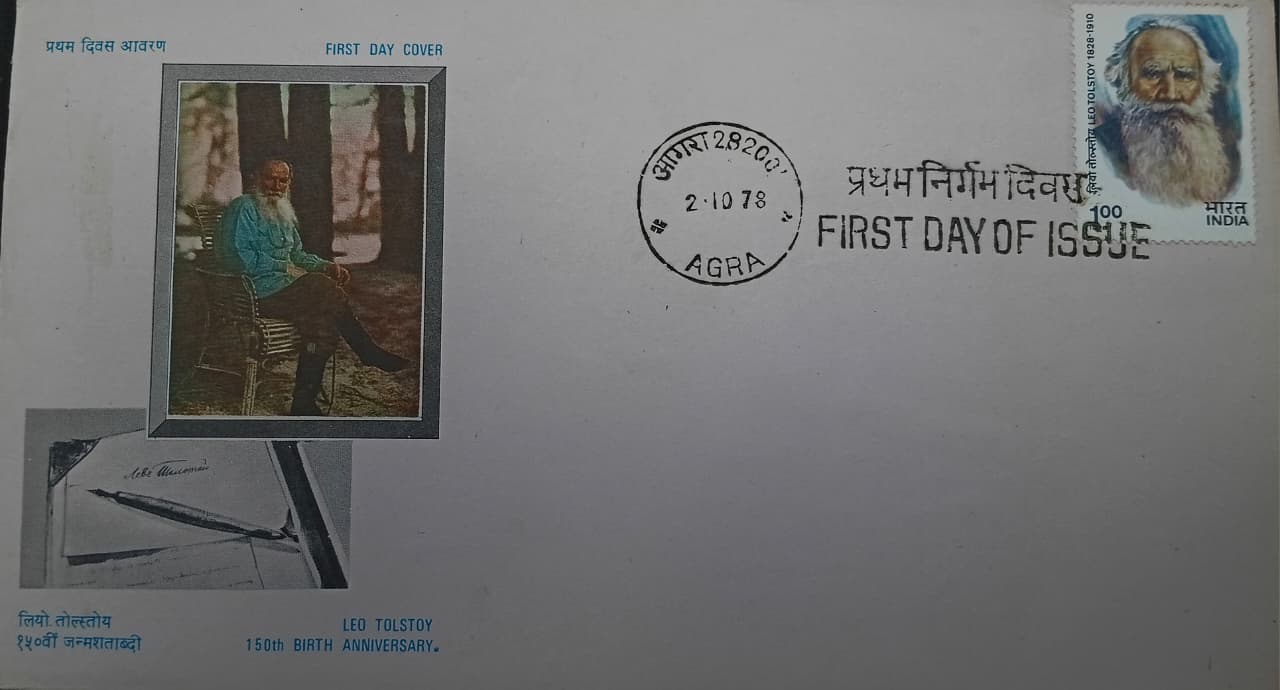 प्रथम दिवस आवरण
FIRST DAY COVER
लियो तोल्स्तोय LEO TOLSTOY 1828-1910
1.00
भारत
INDIA
आगरा 28200
2·10 78
AGRA
प्रथम निर्गम दिवस
FIRST DAY OF ISSUE
लियो तोल्स्तोय
१५०वीं जन्मशताब्दी
LEO TOLSTOY
150th BIRTH ANNIVERSARY.